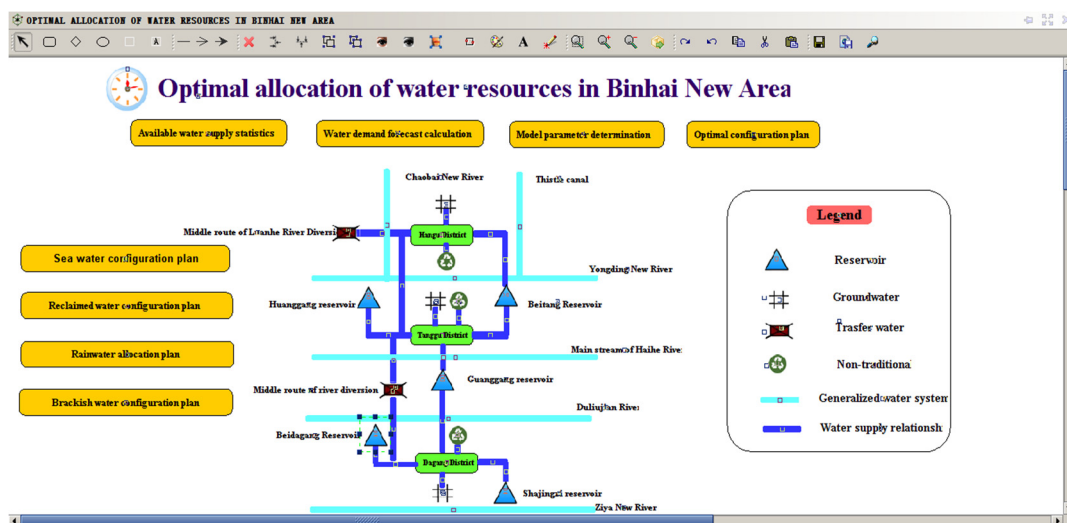 OPTIMAL ALLOCATION OF WATER RESOURCES IN BINHAI NEW AREA
A
A
Optimal allocation of water resources in Binhai New Area
Available water supply statistics
Water demand forecast calculation
Model parameter determination
Optimal configuration plan
Chaobai New River
Thistle canal
Legend
Middle route of Luanhe River Diversi
Hangu District
Sea water configuration plan
Reservoir
Yongding New River
Reclaimed water configuration plan
Huanggang reservoir
Beitang Reservoir
Groundwater
Tanggu District
Trasfer water
Rainwater allocation plan
Main stream of Haihe Rive
Non-traditiona
Middle route of river diversion
Guanggang reservoir
Brackish water configuration plan
Generalized water system
Duliujian River
Water supply relationsh
Beidagang Reservoir
Dagang District
Shajingzi reservoir
Ziya New River